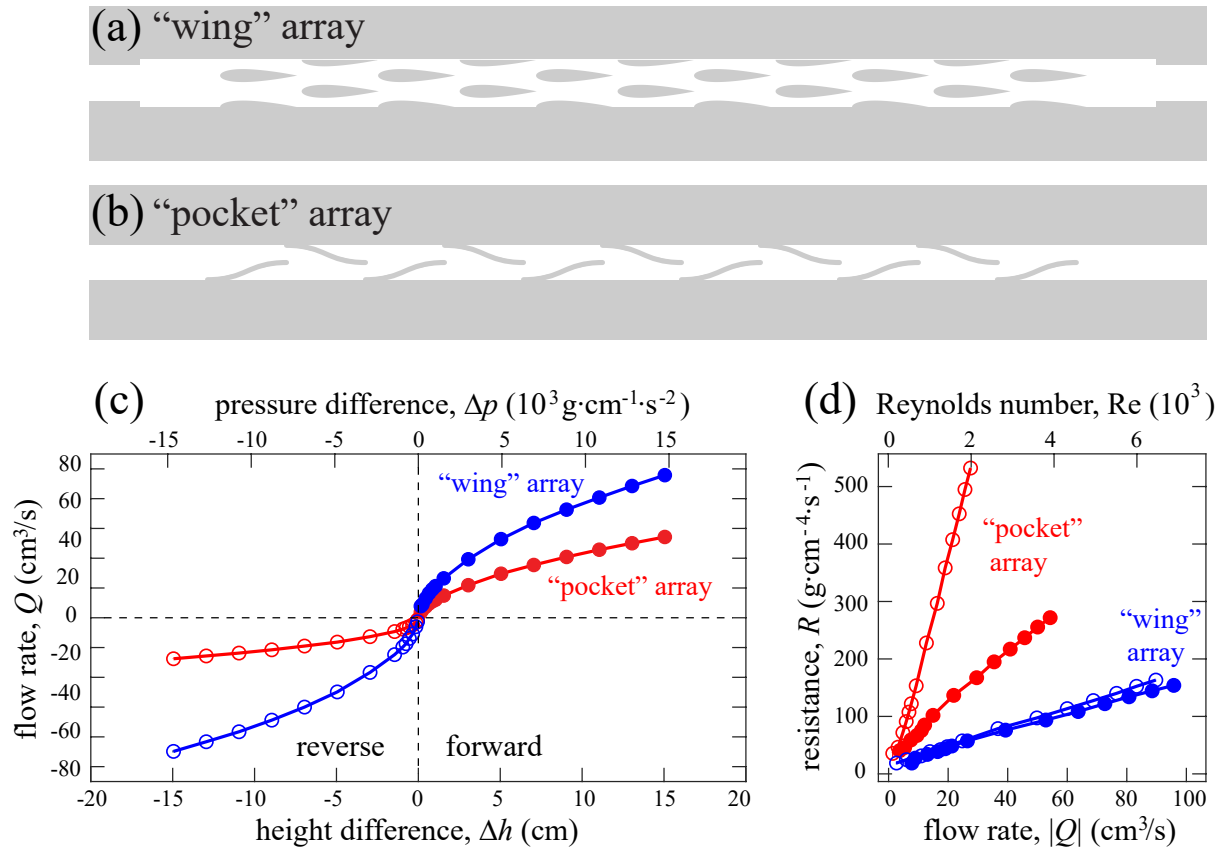 (a) “wing” array
(b) “pocket” array
(c)
pressure difference, Δp (10³ g·cm⁻¹·s⁻²)
-15 -10 -5 0 5 10 15
flow rate, Q (cm³/s)
80
60
40
20
0
-20
-40
-60
-80
“wing” array
“pocket” array
reverse
forward
-20 -15 -10 -5 0 5 10 15 20
height difference, Δh (cm)
(d)
Reynolds number, Re (10³)
0 2 4 6
resistance, R (g·cm⁻⁴·s⁻¹)
500
400
300
200
100
0
“pocket”
array
“wing”
array
0 20 40 60 80 100
flow rate, |Q| (cm³/s)